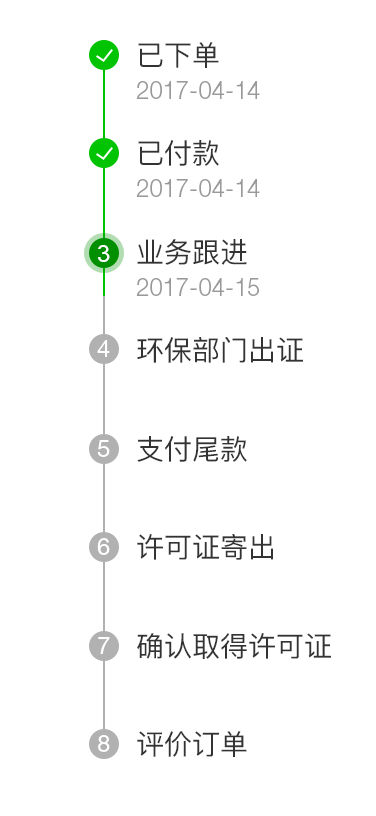 已下单
2017-04-14
已付款
2017-04-14
3 业务跟进
2017-04-15
4 环保部门出证
5 支付尾款
6 许可证寄出
7 确认取得许可证
8 评价订单